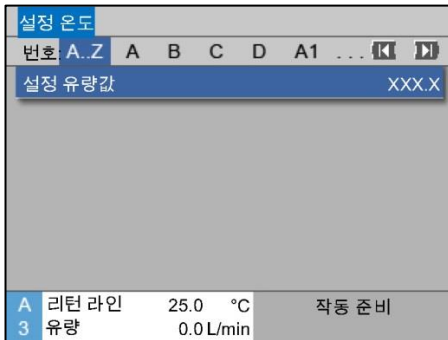 설정 온도
번호: A..Z A B C D A1 ...
설정 유량값 XXX.X
A 리턴 라인 25.0 °C 작동 준비
3 유량 0.0 L/min